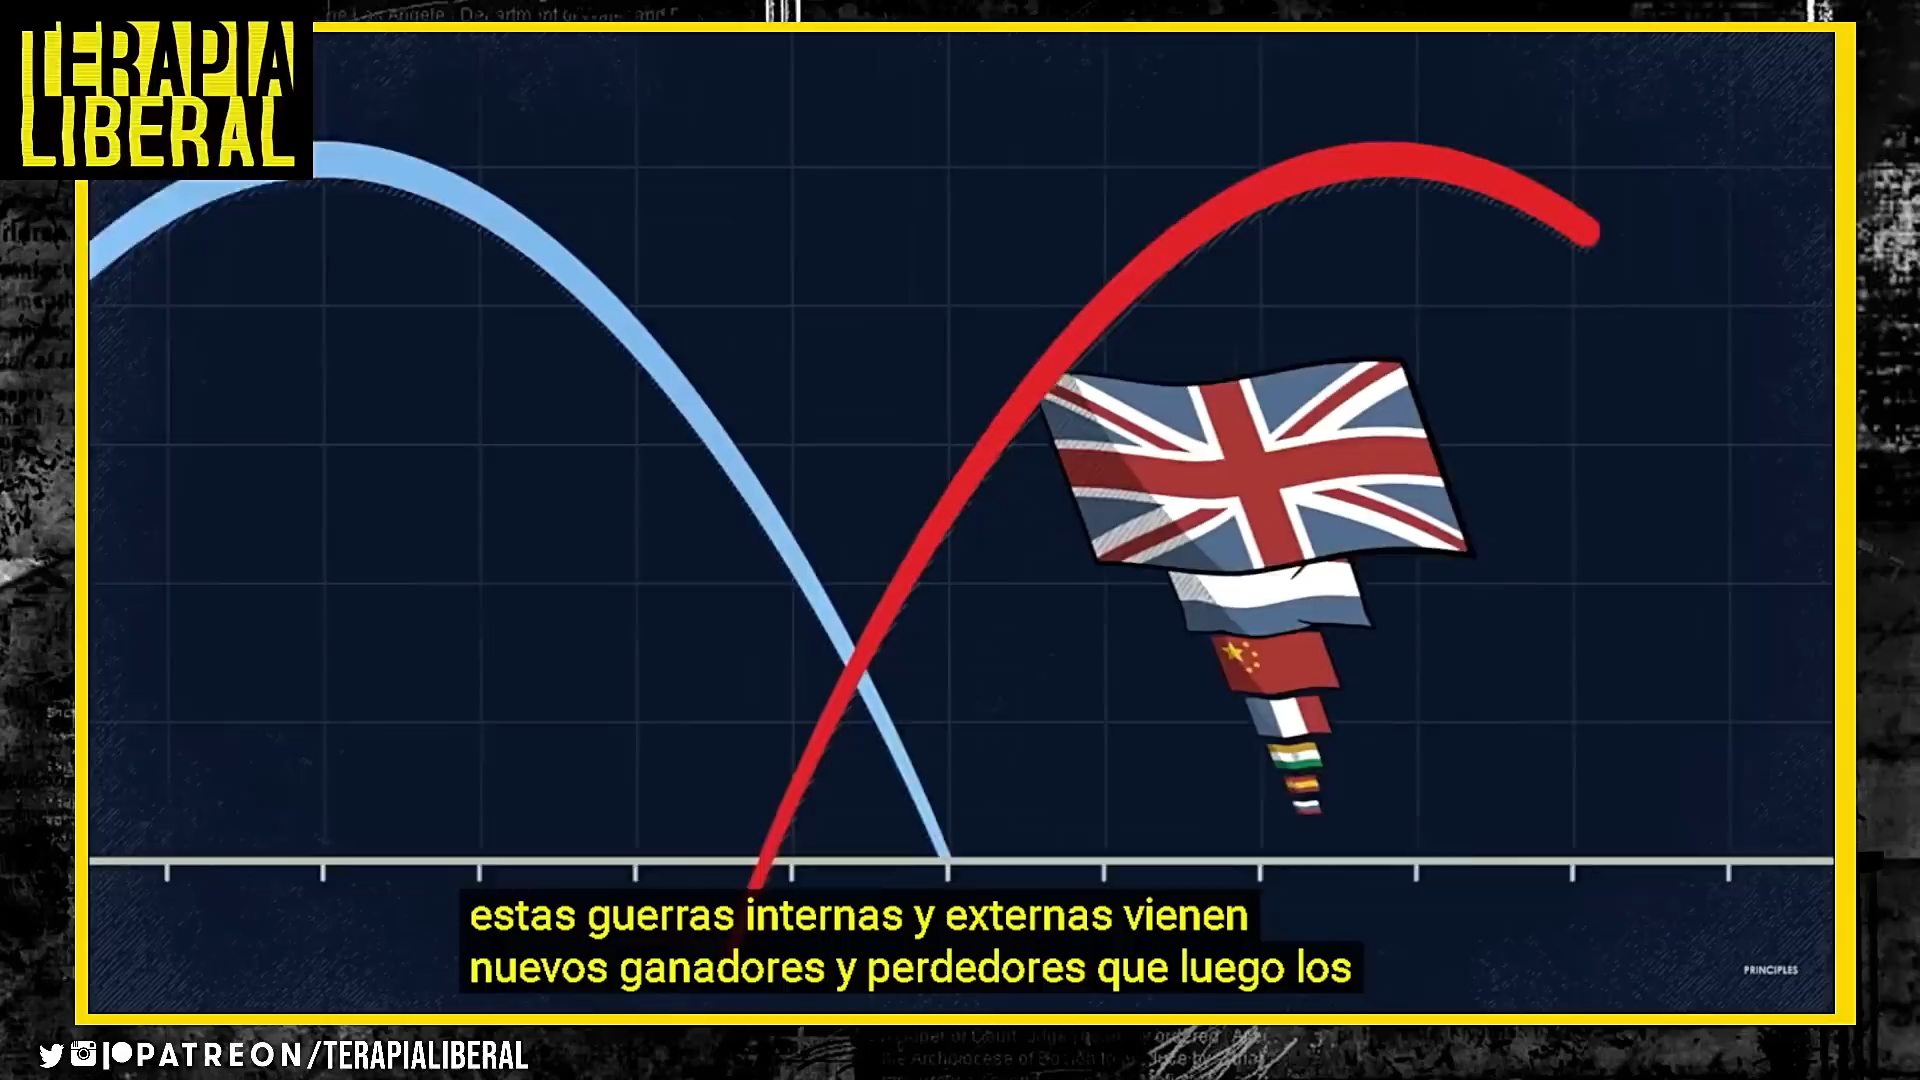 TERAPIA
LIBERAL
estas guerras internas y externas vienen
nuevos ganadores y perdedores que luego los
PRINCIPLES
PATREON/TERAPIALIBERAL